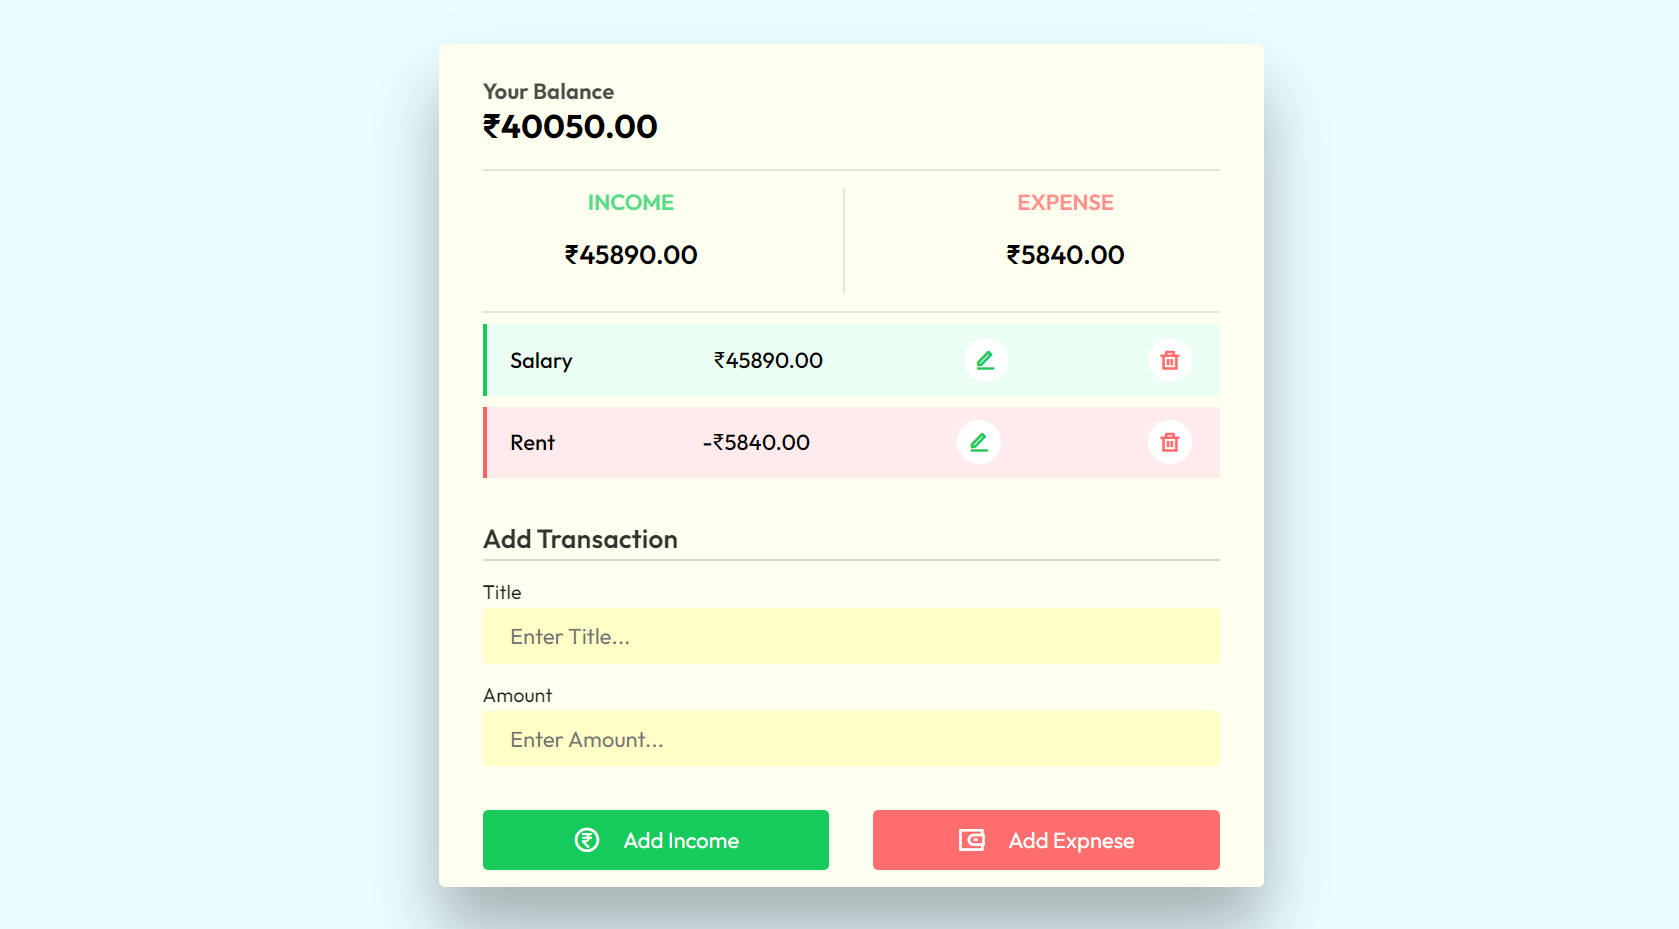 Your Balance
₹40050.00
INCOME
EXPENSE
₹45890.00
₹5840.00
Salary ₹45890.00
Rent -₹5840.00
Add Transaction
Title
Enter Title...
Amount
Enter Amount...
Add Income
Add Expnese